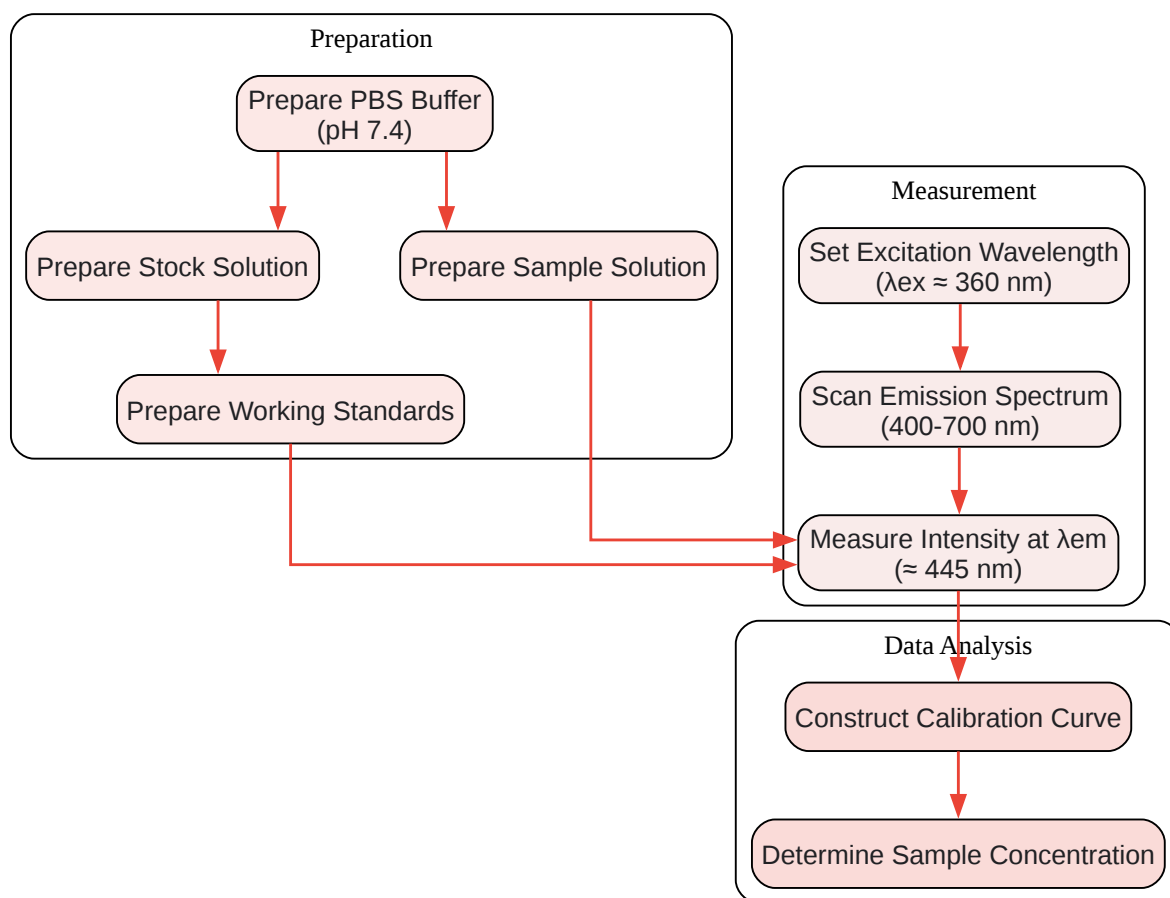 Preparation
Prepare PBS Buffer
(pH 7.4)
Prepare Stock Solution
Prepare Sample Solution
Prepare Working Standards
Measurement
Set Excitation Wavelength
(λex ≈ 360 nm)
Scan Emission Spectrum
(400-700 nm)
Measure Intensity at λem
(≈ 445 nm)
Data Analysis
Construct Calibration Curve
Determine Sample Concentration